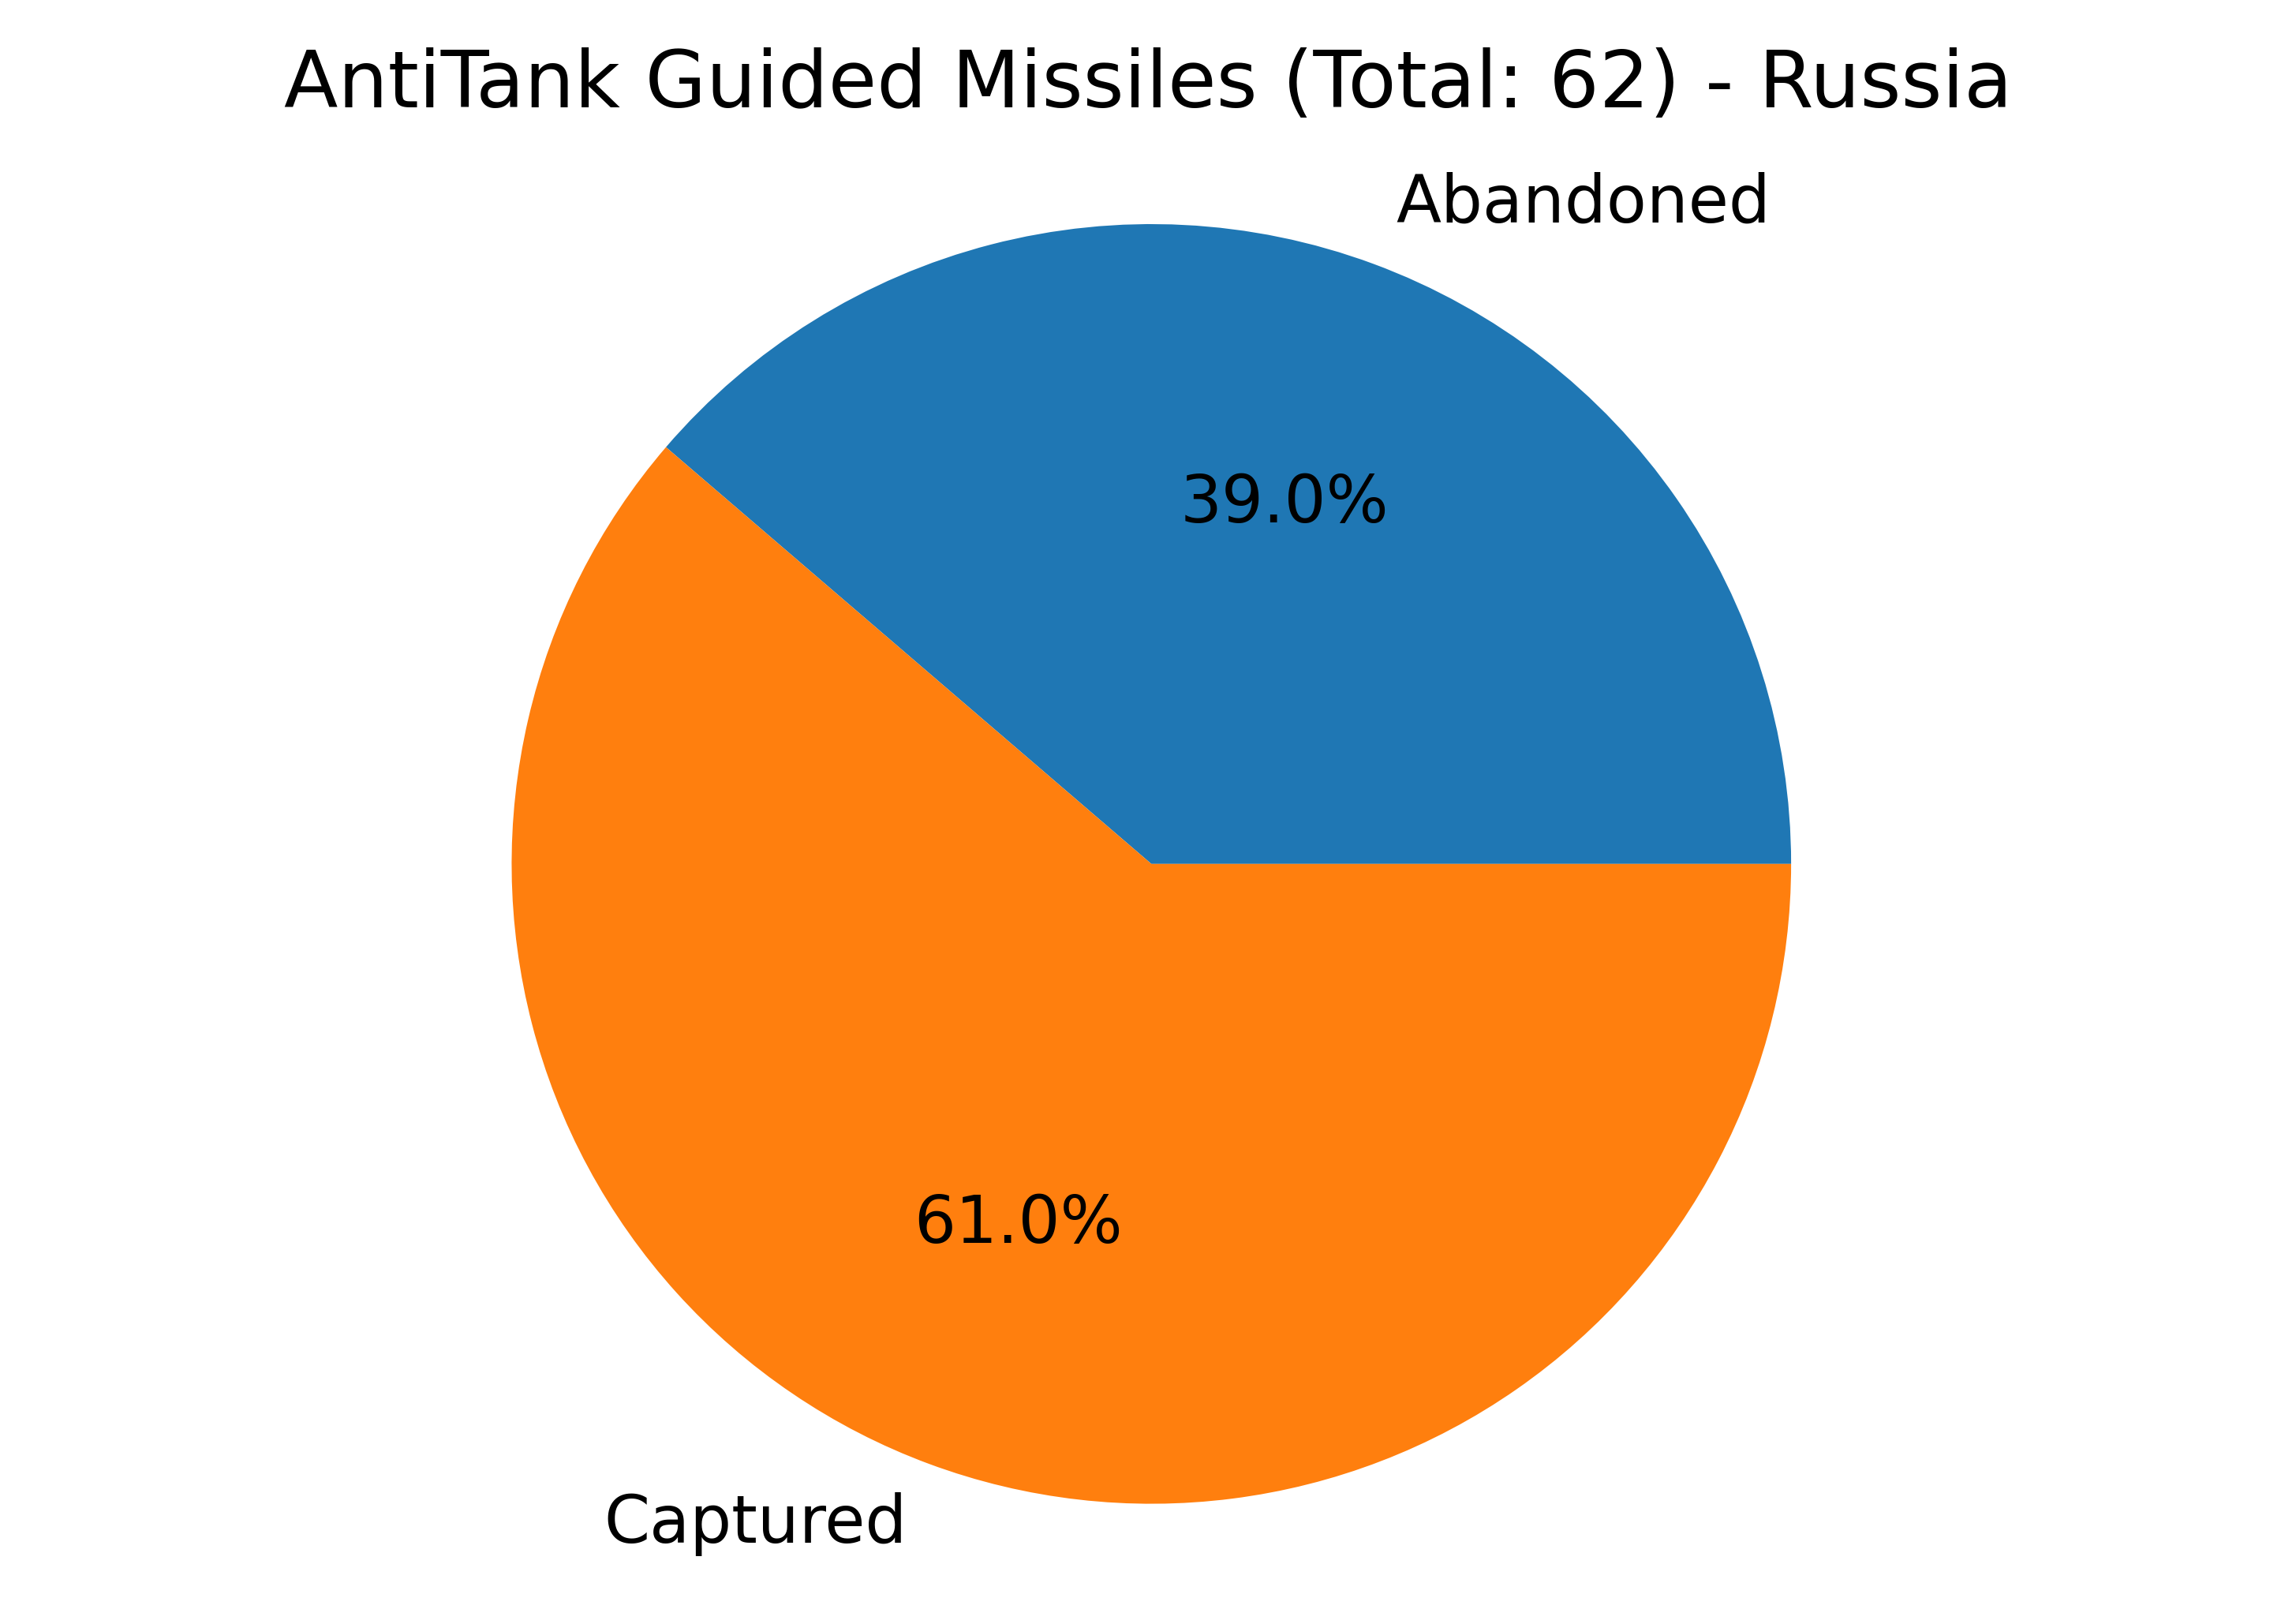 AntiTank Guided Missiles (Total: 62) - Russia
Abandoned
39.0%
61.0%
Captured